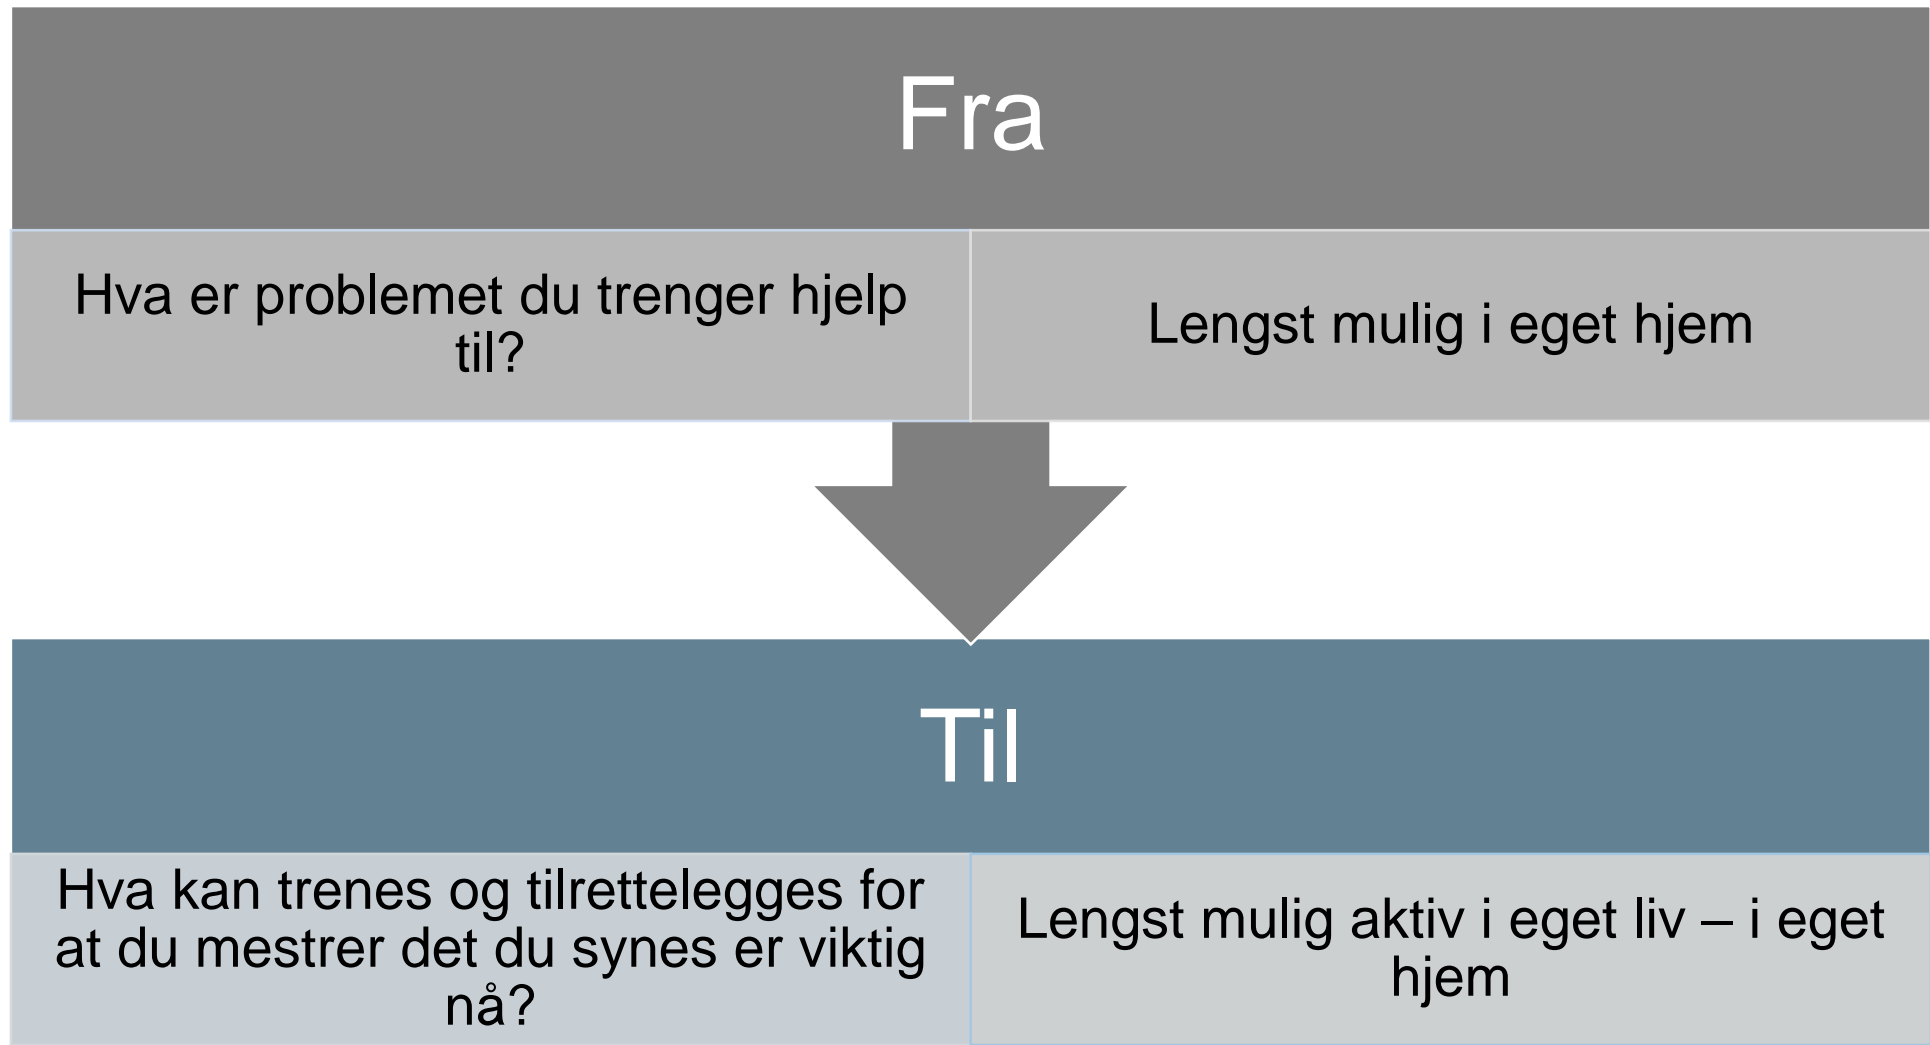 Fra
Hva er problemet du trenger hjelp
til?
Lengst mulig i eget hjem
Til
Hva kan trenes og tilrettelegges for
at du mestrer det du synes er viktig
nå?
Lengst mulig aktiv i eget liv – i eget
hjem